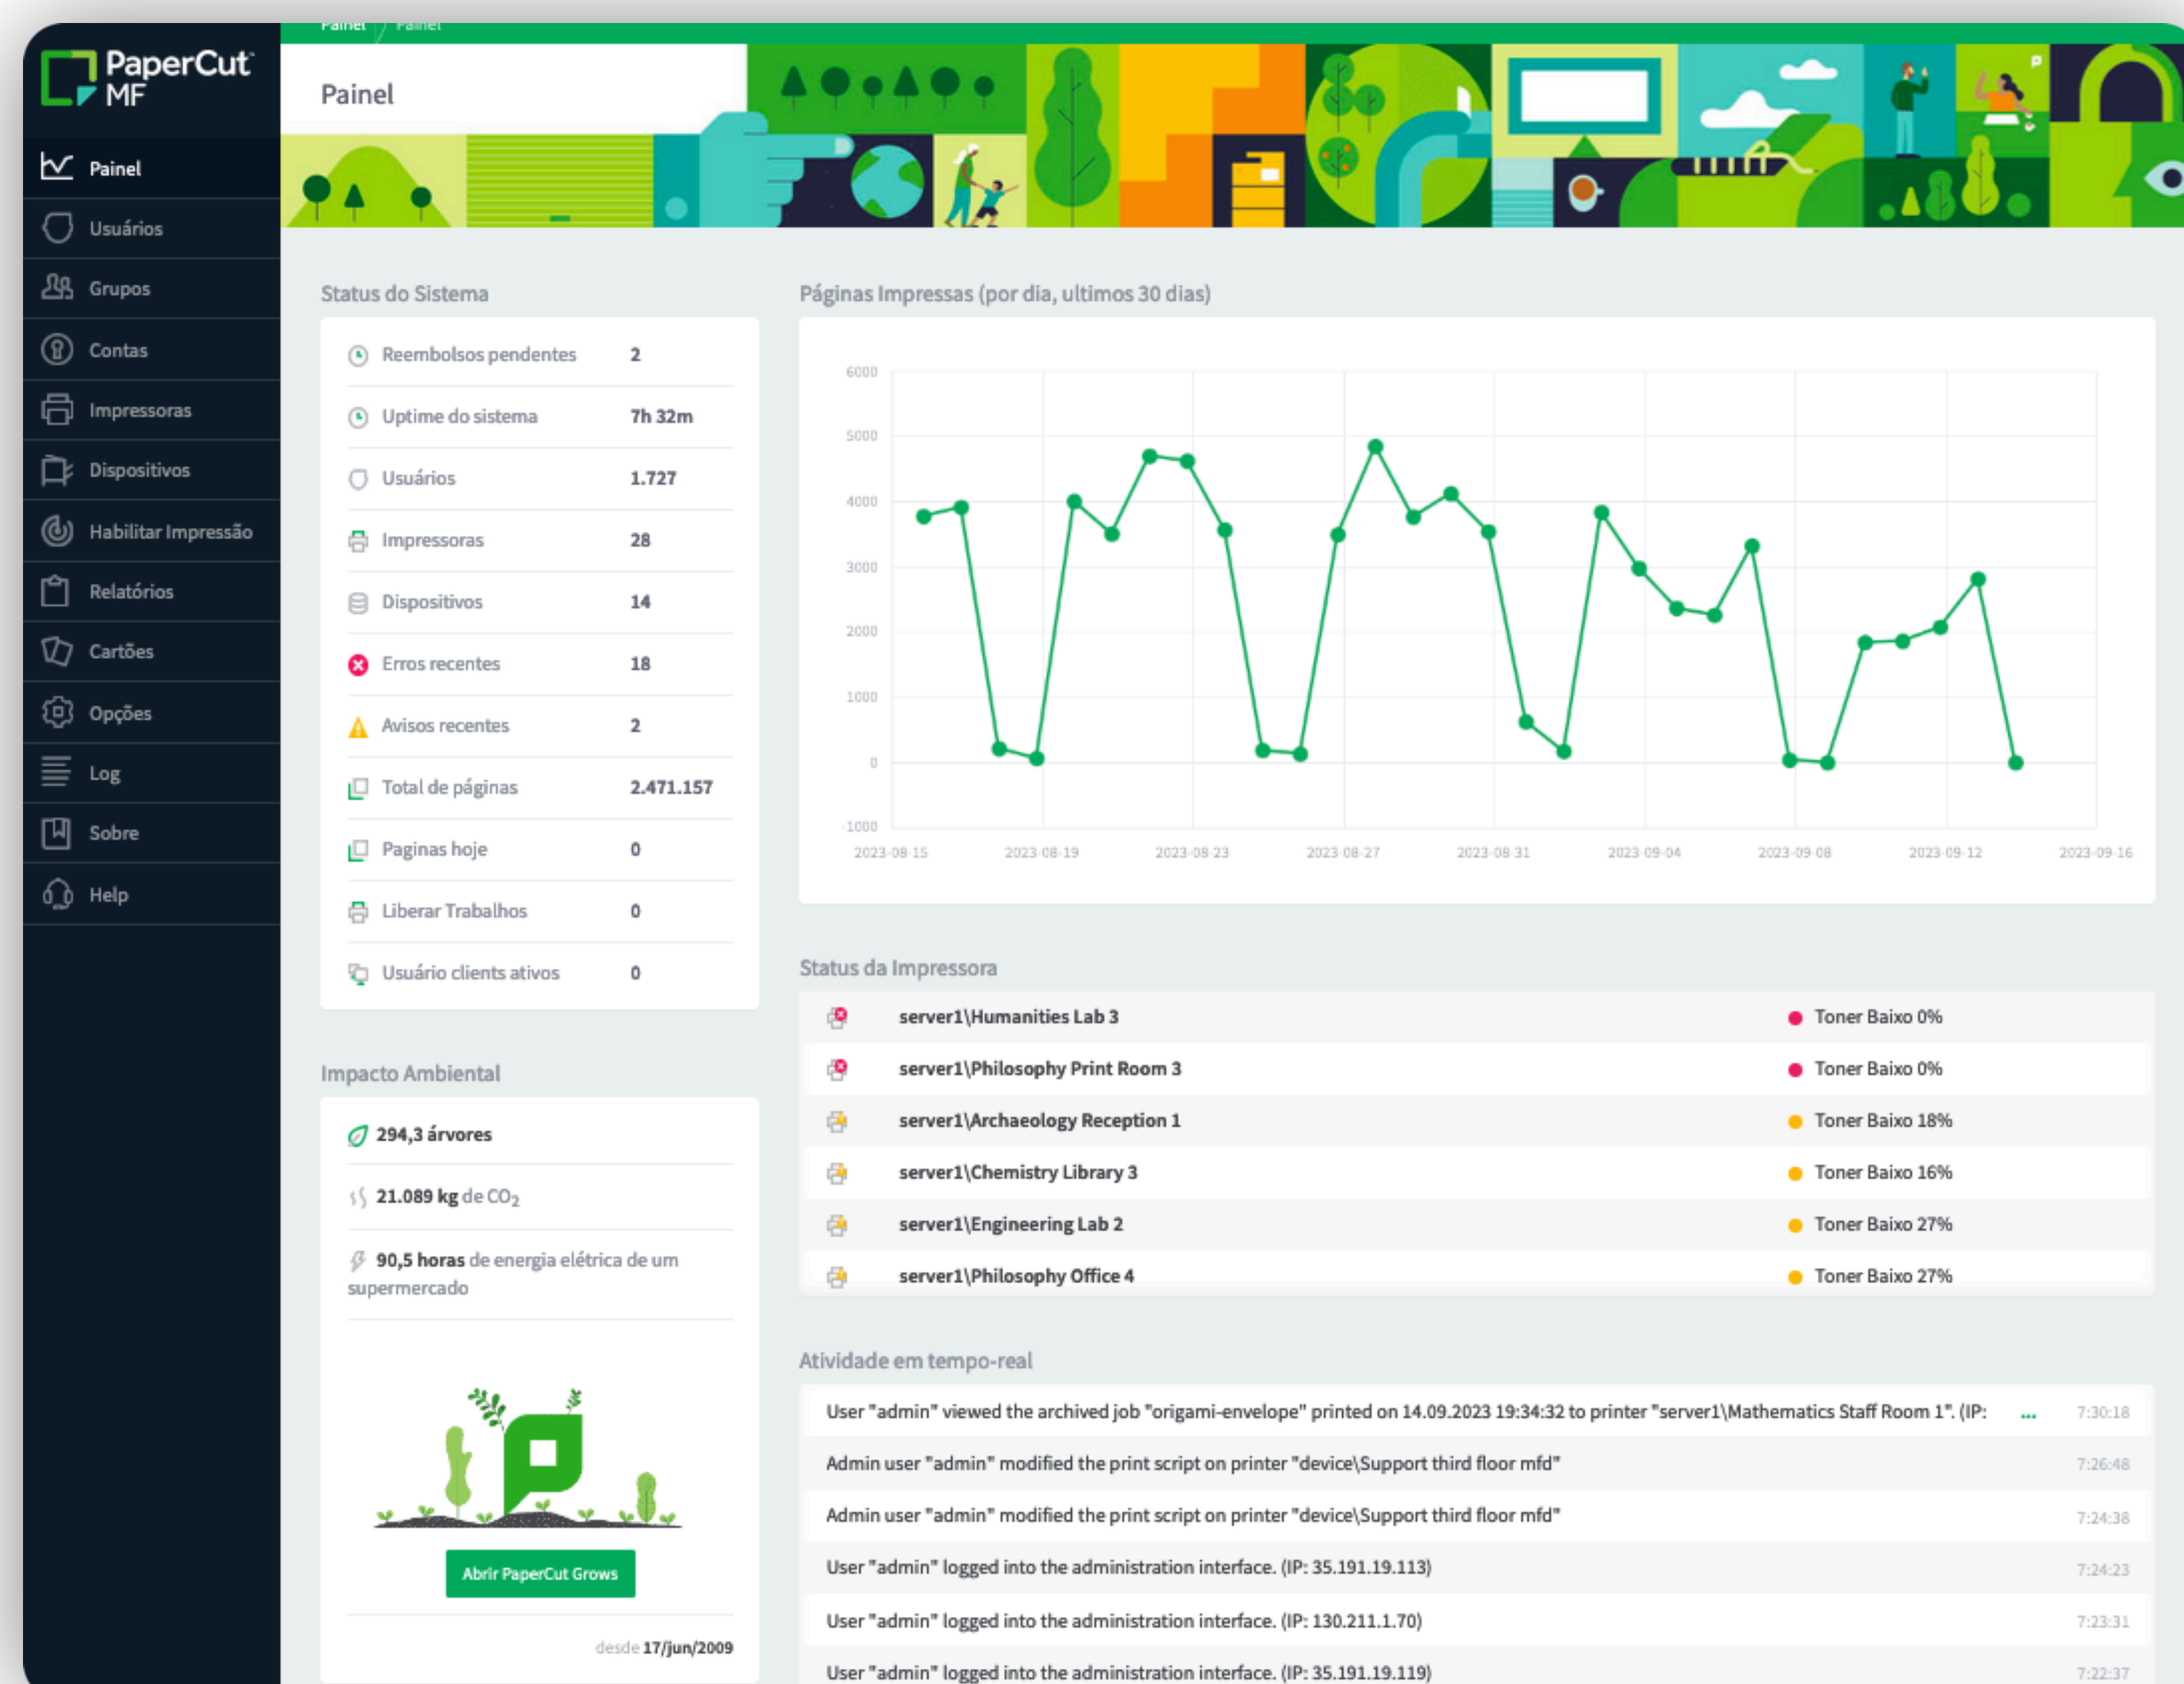 PaperCut™
MF
Painel
Usuários
Grupos
Contas
Impressoras
Dispositivos
Habilitar Impressão
Relatórios
Cartões
Opções
Log
Sobre
Help
Painel Painel
Painel
Status do Sistema
Reembolsos pendentes 2
Uptime do sistema 7h 32m
Usuários 1.727
Impressoras 28
Dispositivos 14
Erros recentes 18
Avisos recentes 2
Total de páginas 2.471.157
Paginas hoje 0
Liberar Trabalhos 0
Usuário clients ativos 0
Impacto Ambiental
294,3 árvores
21.089 kg de CO₂
90,5 horas de energia elétrica de um
supermercado
Abrir PaperCut Grows
desde 17/jun/2009
Páginas Impressas (por dia, ultimos 30 dias)
6000
5000
4000
3000
2000
1000
0
-1000
2023-08-15 2023-08-19 2023-08-23 2023-08-27 2023-08-31 2023-09-04 2023-09-08 2023-09-12 2023-09-16
Status da Impressora
server1\Humanities Lab 3 Toner Baixo 0%
server1\Philosophy Print Room 3 Toner Baixo 0%
server1\Archaeology Reception 1 Toner Baixo 18%
server1\Chemistry Library 3 Toner Baixo 16%
server1\Engineering Lab 2 Toner Baixo 27%
server1\Philosophy Office 4 Toner Baixo 27%
Atividade em tempo-real
User "admin" viewed the archived job "origami-envelope" printed on 14.09.2023 19:34:32 to printer "server1\Mathematics Staff Room 1". (IP: ... 7:30:18
Admin user "admin" modified the print script on printer "device\Support third floor mfd" 7:26:48
Admin user "admin" modified the print script on printer "device\Support third floor mfd" 7:24:38
User "admin" logged into the administration interface. (IP: 35.191.19.113) 7:24:23
User "admin" logged into the administration interface. (IP: 130.211.1.70) 7:23:31
User "admin" logged into the administration interface. (IP: 35.191.19.119) 7:22:37